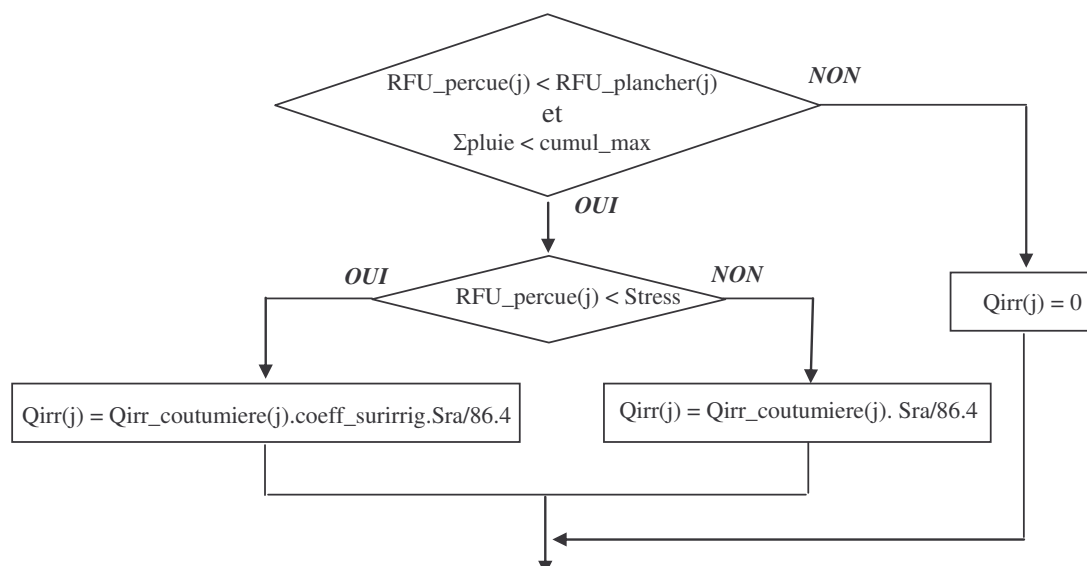 RFU_percue(j) < RFU_plancher(j)
et
Σpluie < cumul_max
NON
OUI
OUI
NON
RFU_percue(j) < Stress
Qirr(j) = 0
Qirr(j) = Qirr_coutumiere(j).coeff_surirrig.Sra/86.4
Qirr(j) = Qirr_coutumiere(j). Sra/86.4